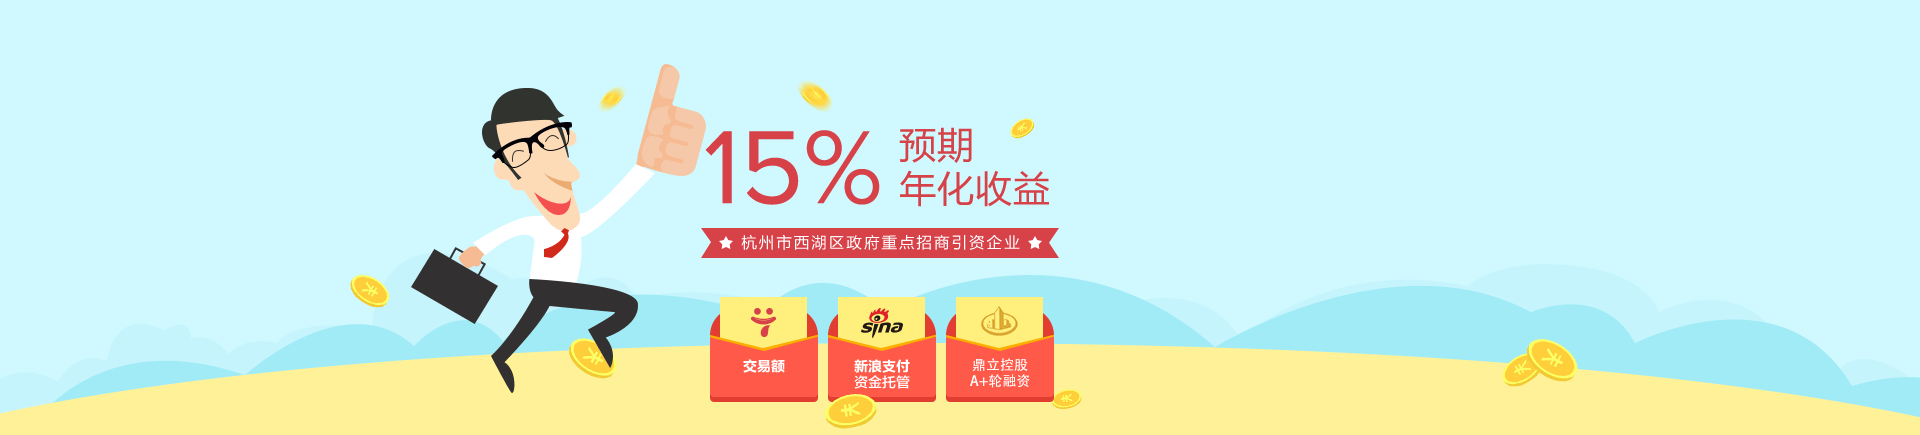 15%
预期
年化收益
杭州市西湖区政府重点招商引资企业
交易额
sina
新浪支付
资金托管
鼎立控股
A+轮融资